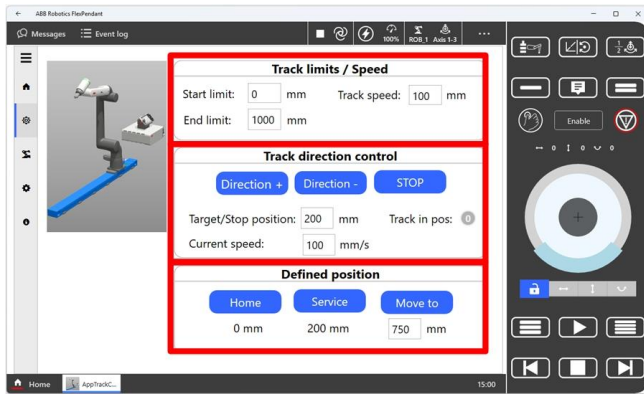 ABB Robotics FlexPendant
Messages Event log 100% ROB_1 Axis 1-3 ...
Track limits / Speed
Start limit: 0 mm Track speed: 100 mm
End limit: 1000 mm
Track direction control
Direction + Direction - STOP
Target/Stop position: 200 mm Track in pos: 0
Current speed: 100 mm/s
Defined position
Home Service Move to
0 mm 200 mm 750 mm
Enable
0 0 0
Home AppTrackC... 15:00